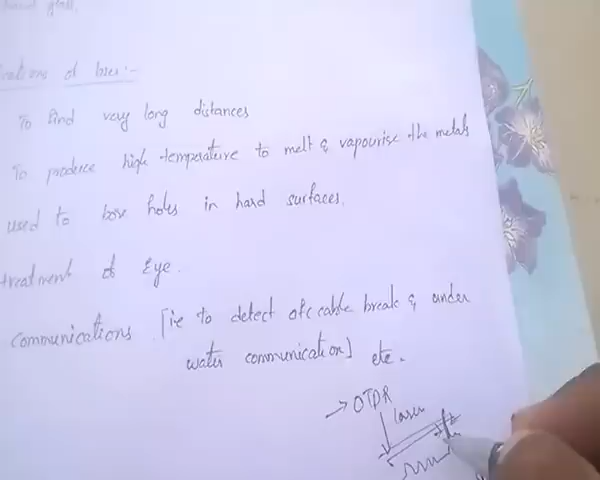 of laser:-
To find very long distances
To produce high temperature to melt & vapourise the metals
used to bore holes in hard surfaces.
treatment of Eye.
communications [ie to detect ofc cable break & under
water communication] etc.
→ OTDR
laser